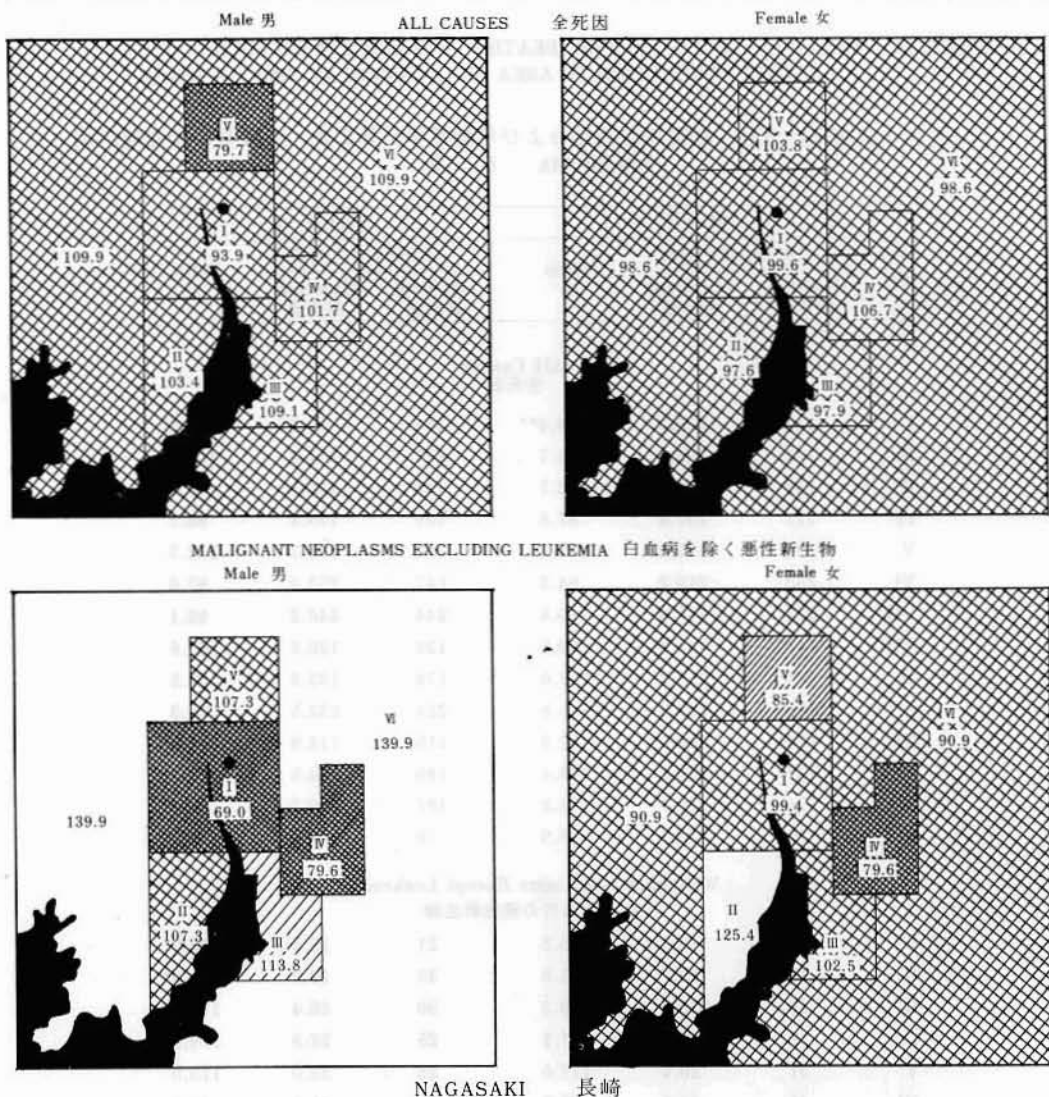 ALL CAUSES 全死因
Male 男
Female 女
V
79.7
VI
109.9
109.9
I
93.9
IV
101.7
II
103.4
III
109.1
V
103.8
VI
98.6
98.6
I
99.6
IV
106.7
II
97.6
III
97.9
MALIGNANT NEOPLASMS EXCLUDING LEUKEMIA 白血病を除く悪性新生物
Male 男
Female 女
V
107.3
VI
139.9
139.9
I
69.0
IV
79.6
II
107.3
III
113.8
V
85.4
VI
90.9
90.9
I
99.4
IV
79.6
II
125.4
III
102.5
NAGASAKI 長崎